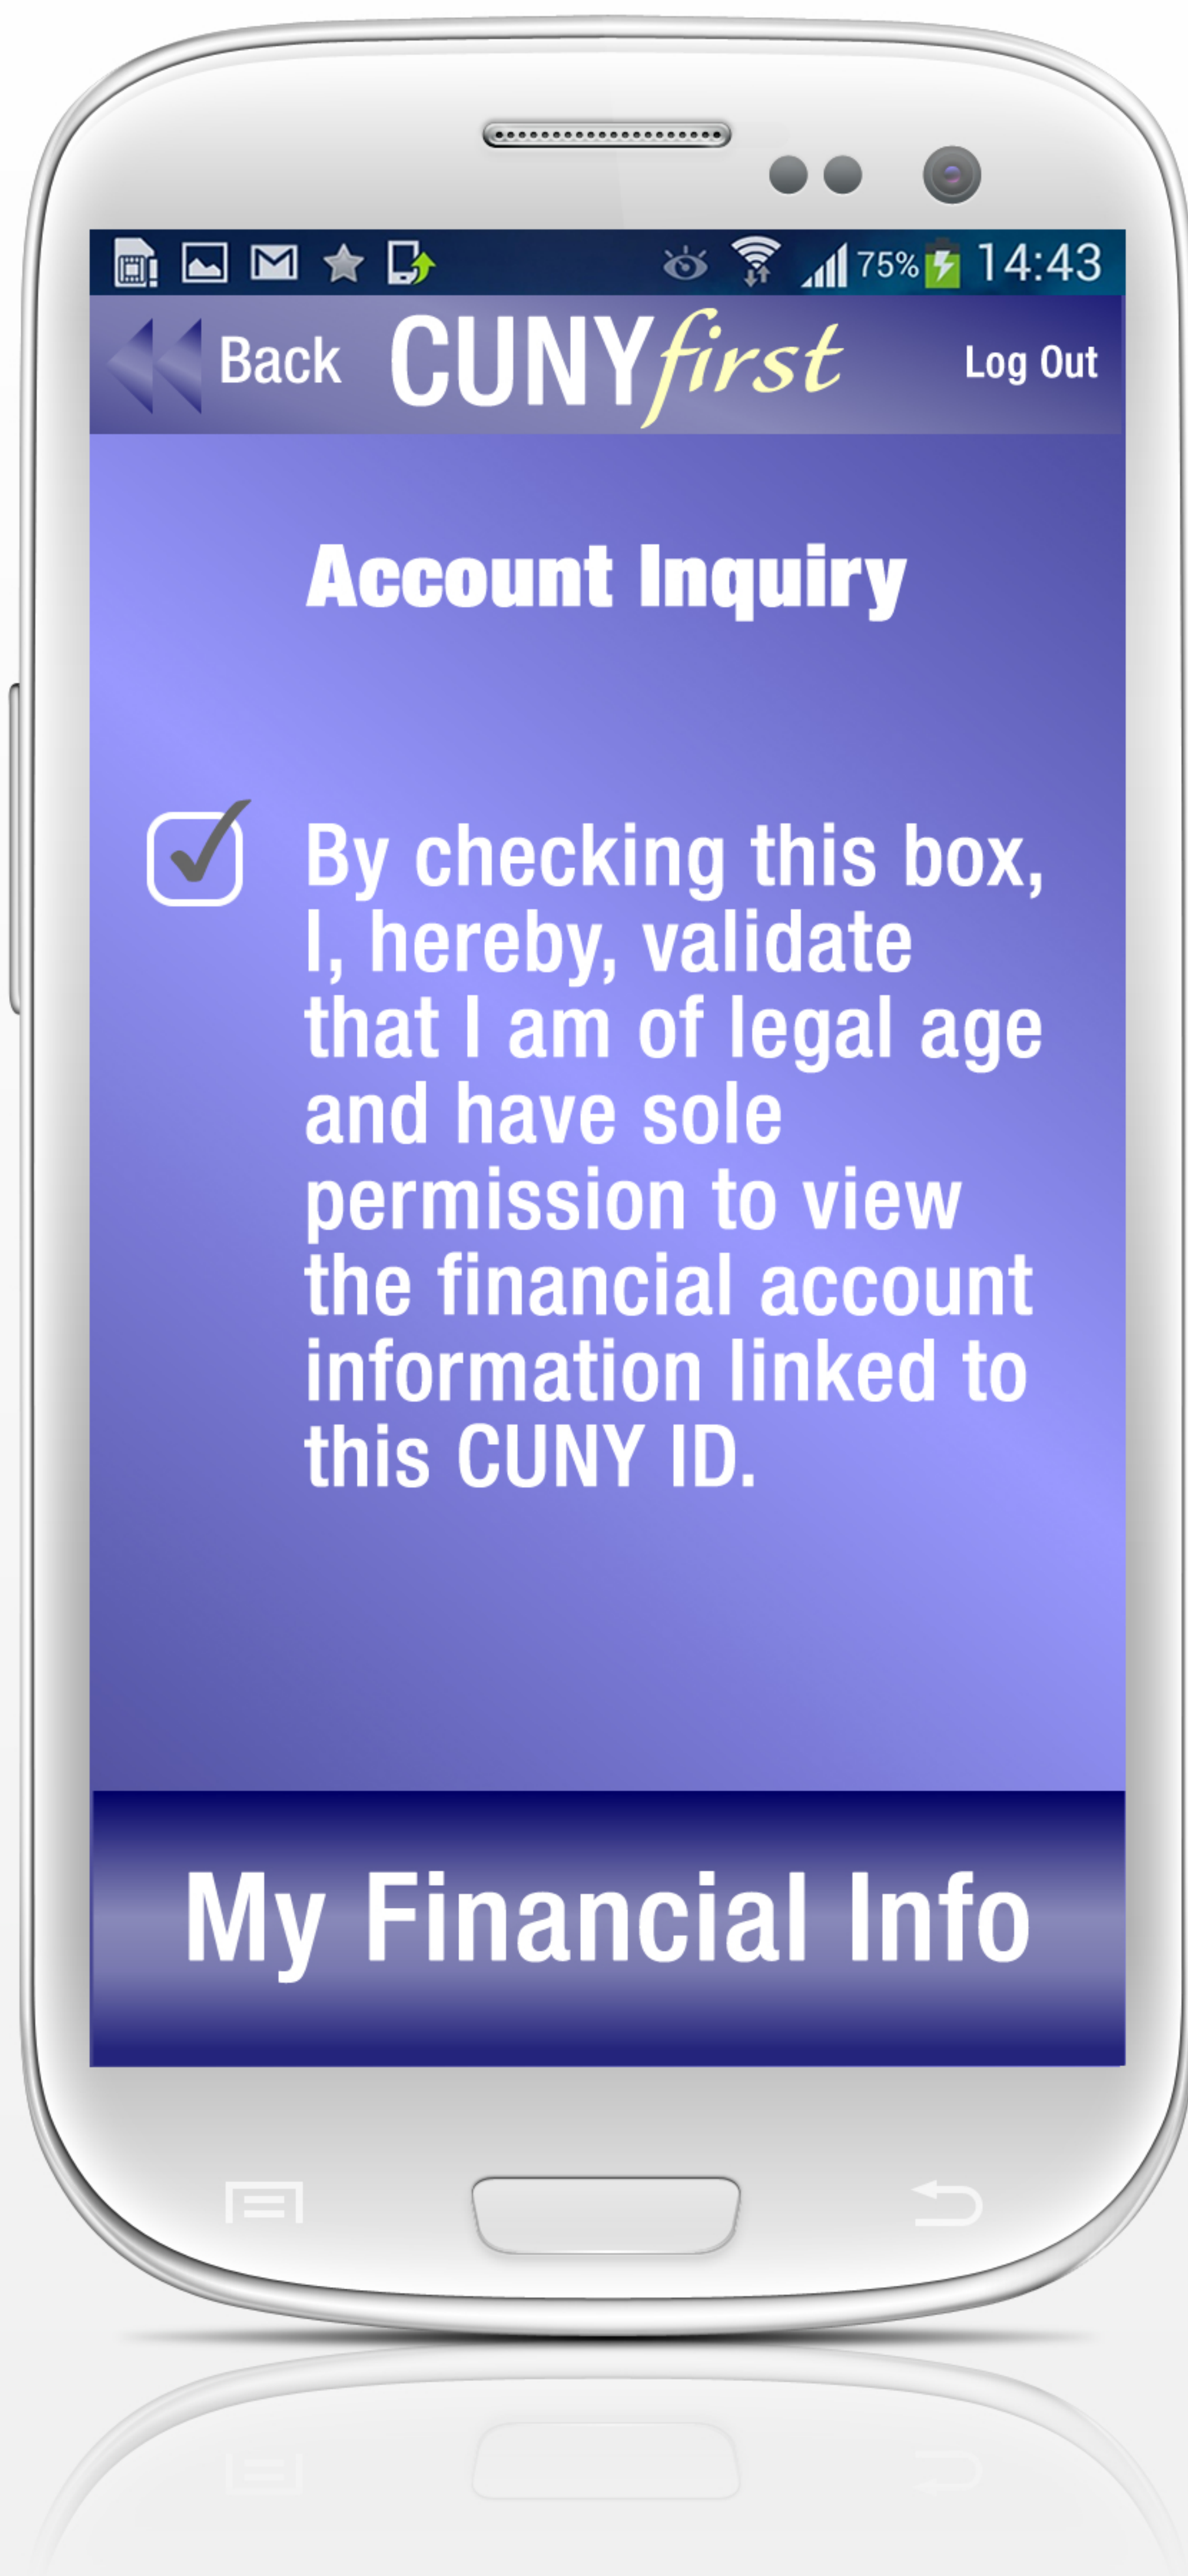 75% 14:43
Back CUNYfirst Log Out
Account Inquiry
By checking this box,
I, hereby, validate
that I am of legal age
and have sole
permission to view
the financial account
information linked to
this CUNY ID.
My Financial Info